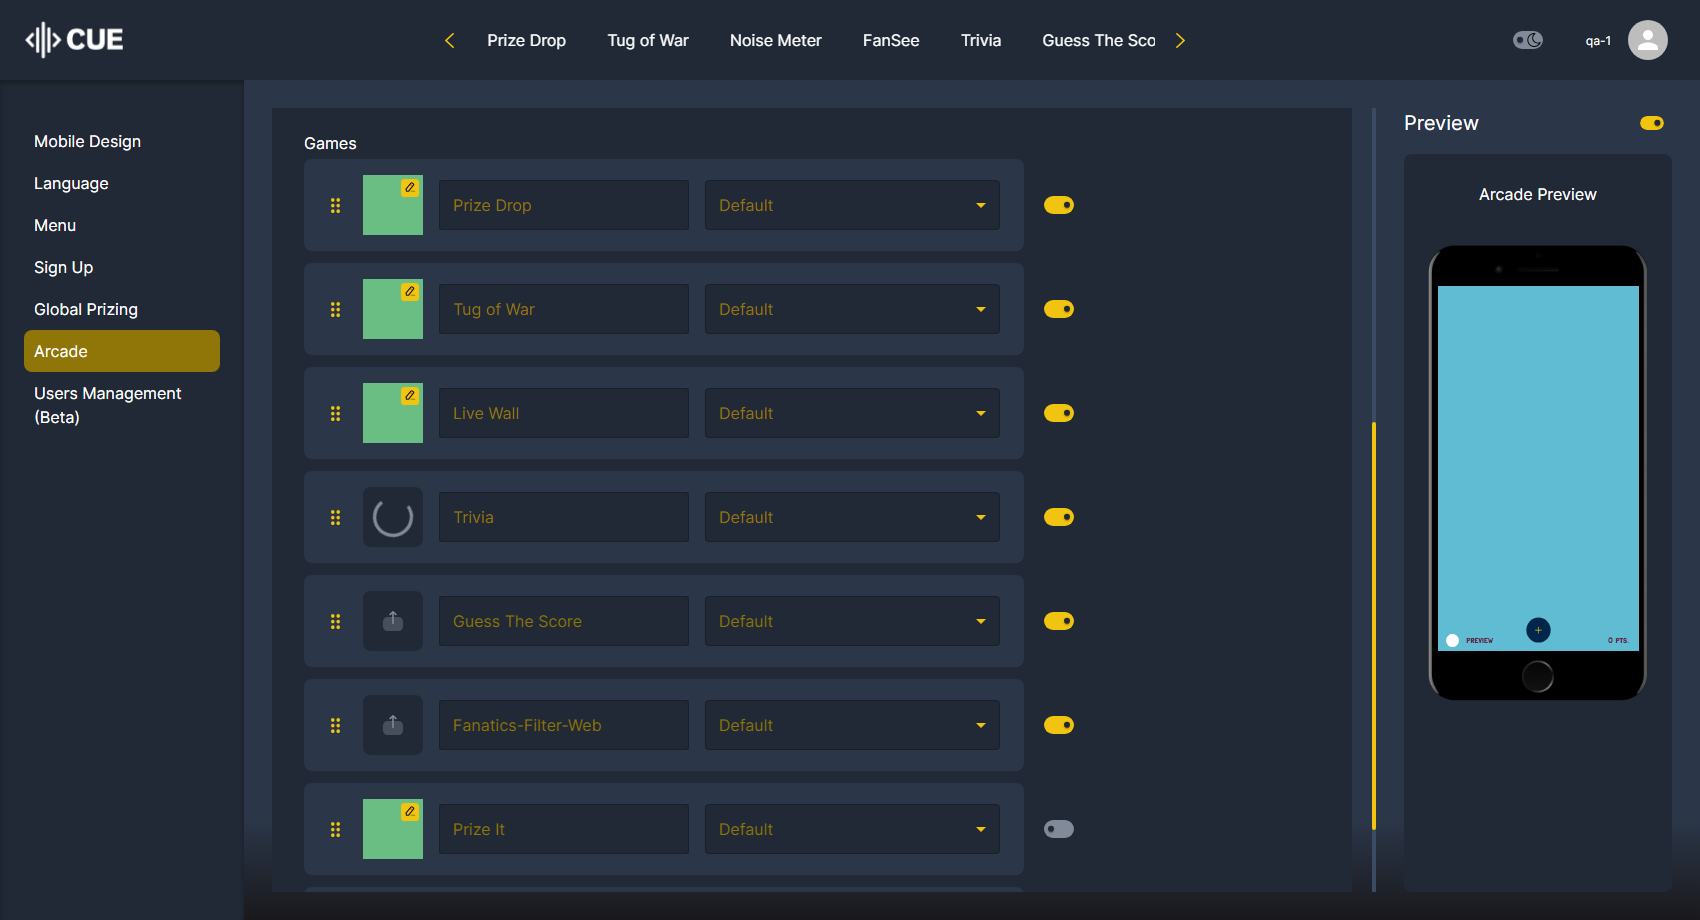 CUE
Prize Drop
Tug of War
Noise Meter
FanSee
Trivia
Guess The Sco
qa-1
Mobile Design
Language
Menu
Sign Up
Global Prizing
Arcade
Users Management
(Beta)
Games
Prize Drop
Default
Tug of War
Default
Live Wall
Default
Trivia
Default
Guess The Score
Default
Fanatics-Filter-Web
Default
Prize It
Default
Preview
Arcade Preview
PREVIEW
0 PTS.